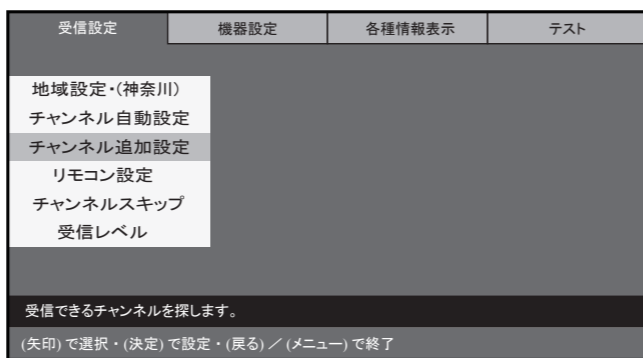 受信設定 機器設定 各種情報表示 テスト
地域設定・(神奈川)
チャンネル自動設定
チャンネル追加設定
リモコン設定
チャンネルスキップ
受信レベル
受信できるチャンネルを探します。
(矢印) で選択・(決定) で設定・(戻る) / (メニュー) で終了